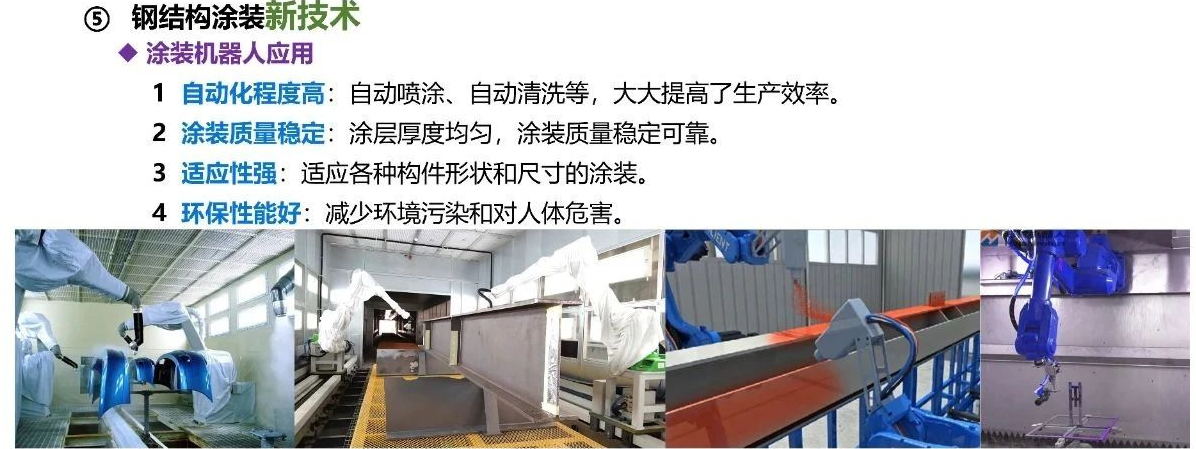 ⑤ 钢结构涂装新技术
◆ 涂装机器人应用
1 自动化程度高：自动喷涂、自动清洗等，大大提高了生产效率。
2 涂装质量稳定：涂层厚度均匀，涂装质量稳定可靠。
3 适应性强：适应各种构件形状和尺寸的涂装。
4 环保性能好：减少环境污染和对人体危害。